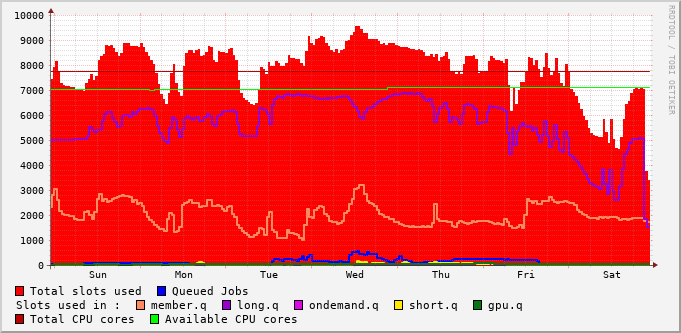 RRDTOOL / TOBI OETIKER
10000
9000
8000
7000
6000
5000
4000
3000
2000
1000
0
Sun Mon Tue Wed Thu Fri Sat
Total slots used Queued Jobs
Slots used in : member.q long.q ondemand.q short.q gpu.q
Total CPU cores Available CPU cores